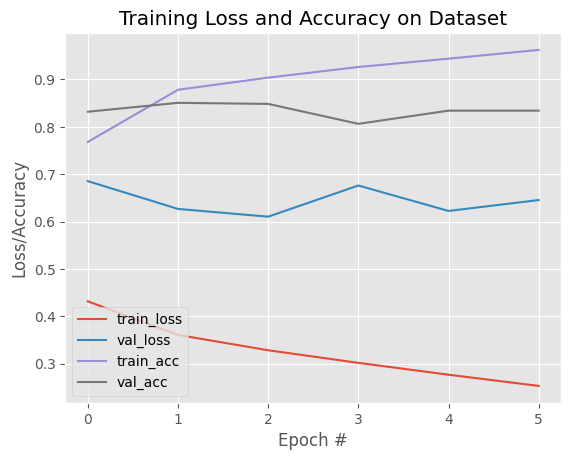 Training Loss and Accuracy on Dataset
Loss/Accuracy
0.9
0.8
0.7
0.6
0.5
0.4
0.3
train_loss
val_loss
train_acc
val_acc
0 1 2 3 4 5
Epoch #